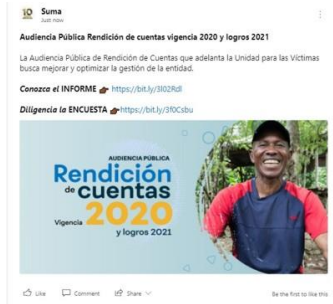 10
Suma
Just now
Audiencia Pública Rendición de cuentas vigencia 2020 y logros 2021
La Audiencia Pública de Rendición de Cuentas que adelanta la Unidad para las Víctimas
busca mejorar y optimizar la gestión de la entidad.
Conozca el INFORME 👉🏿 https://bit.ly/3l02Rdl
Diligencia la ENCUESTA 👉🏿https://bit.ly/3f0Csbu
AUDIENCIA PÚBLICA
Rendición
de cuentas
Vigencia 2020
y logros 2021
Like Comment Share Be the first to like this